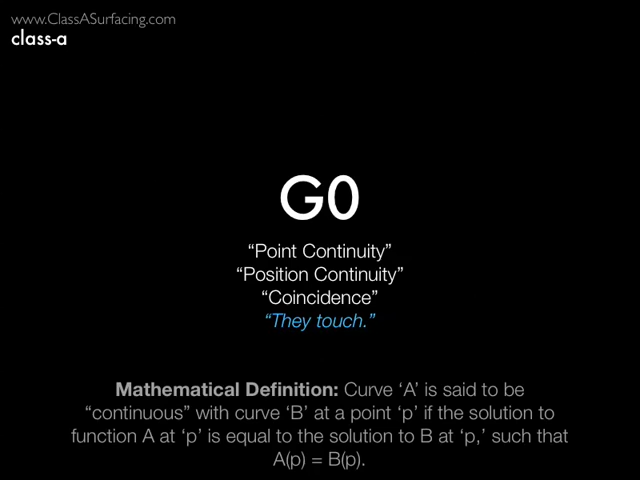 www.ClassASurfacing.com
class-a
G0
“Point Continuity”
“Position Continuity”
“Coincidence”
“They touch.”
Mathematical Definition: Curve ‘A’ is said to be
“continuous” with curve ‘B’ at a point ‘p’ if the solution to
function A at ‘p’ is equal to the solution to B at ‘p,’ such that
A(p) = B(p).